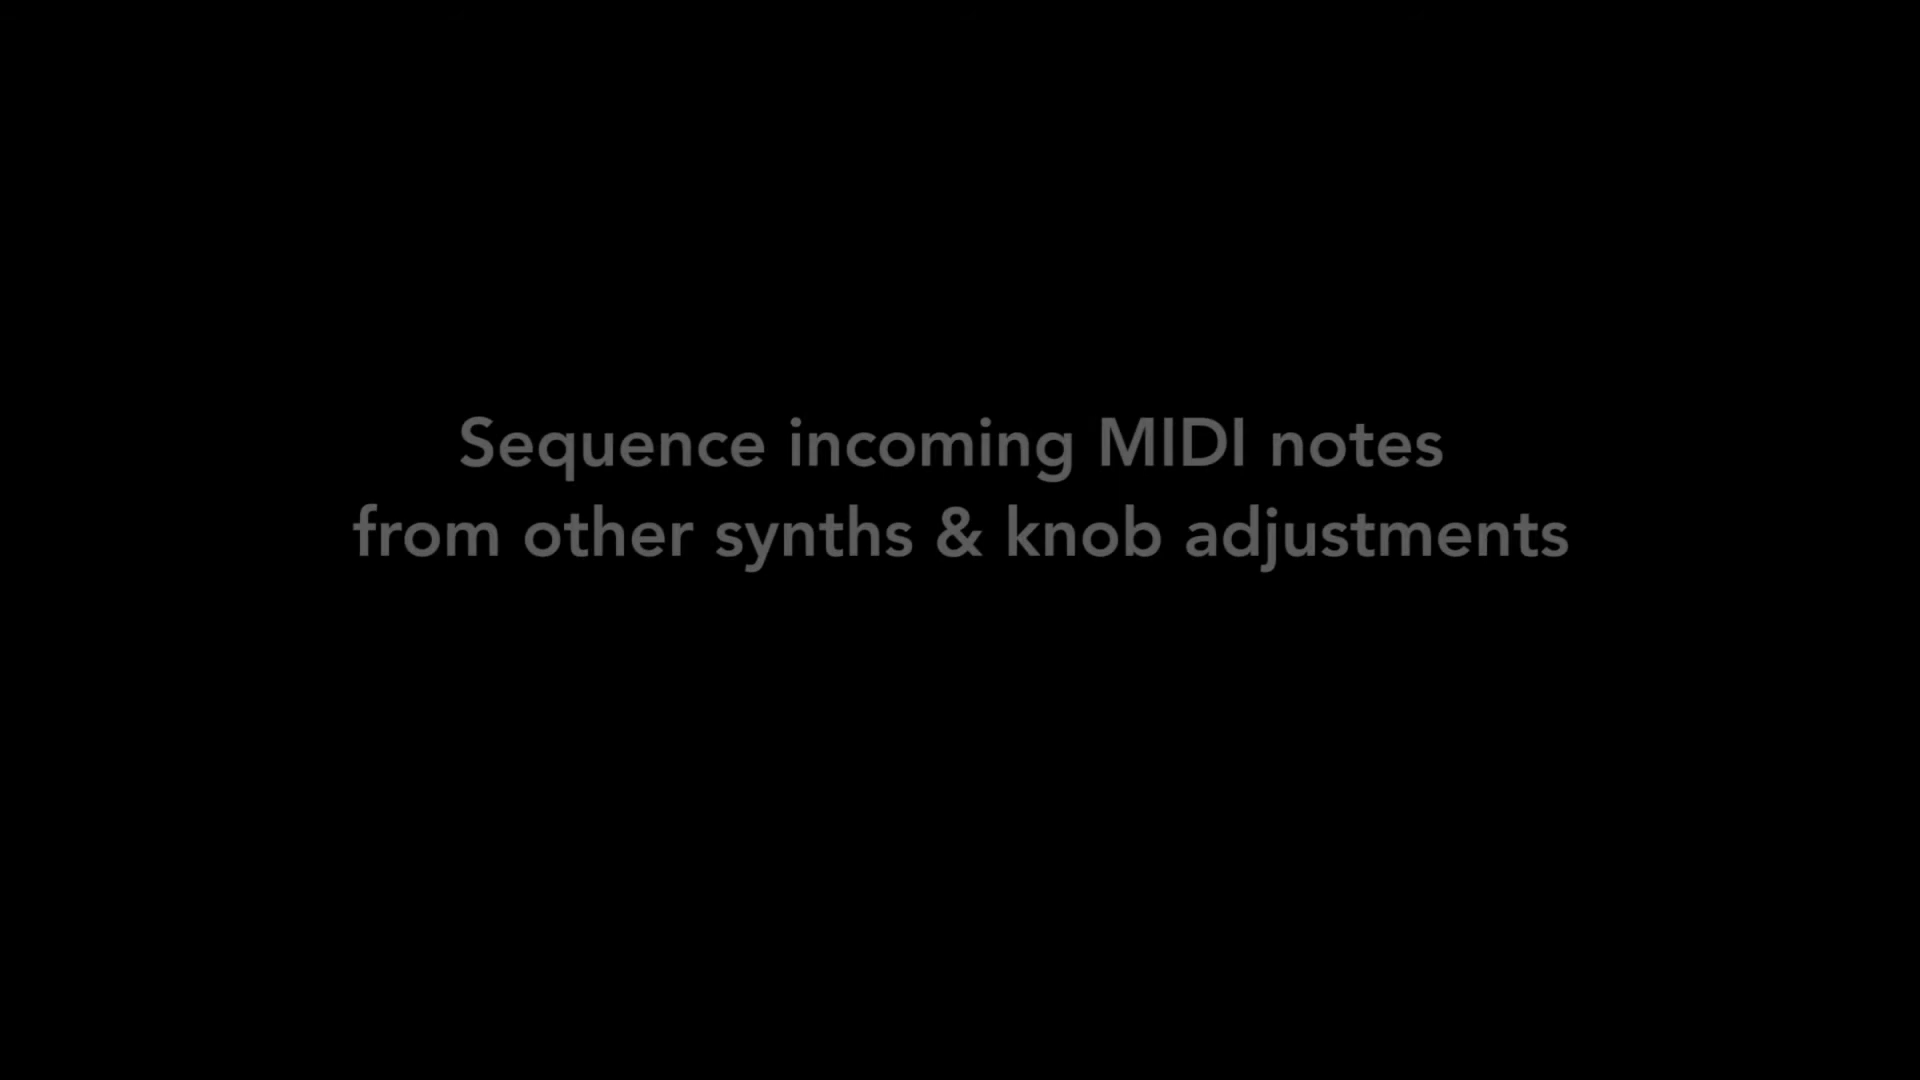 Sequence incoming MIDI notes
from other synths & knob adjustments